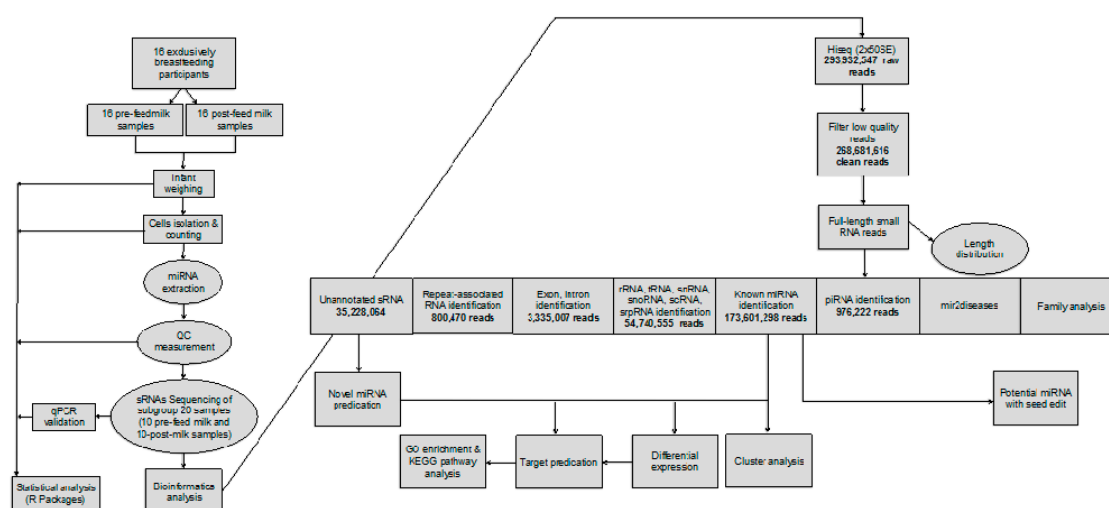 16 exclusively
breastfeeding
participants
16 pre-feedmilk
samples
16 post-feed milk
samples
Infant
weighing
Cells isolation &
counting
miRNA
extraction
QC
measurement
sRNAs Sequencing of
subgroup 20 samples
(10 pre-feed milk and
10-post-milk samples)
qPCR
validation
Statistical analysis
(R Packages)
Bioinformatics
analysis
Hiseq (2x50SE)
293,932,347 raw
reads
Filter low quality
reads
268,681,616
clean reads
Full-length small
RNA reads
Length
distribution
Unannotated sRNA
35,228,064
Repeat-associated
RNA identification
800,470 reads
Exon, Intron
identification
3,335,007 reads
rRNA, tRNA, snRNA,
snoRNA, scRNA,
srpRNA identification
54,740,555 reads
Known miRNA
identification
173,601,298 reads
piRNA identification
976,222 reads
mir2diseases
Family analysis
Novel miRNA
predication
Potential miRNA
with seed edit
GO enrichment &
KEGG pathway
analysis
Target predication
Differential
expression
Cluster analysis